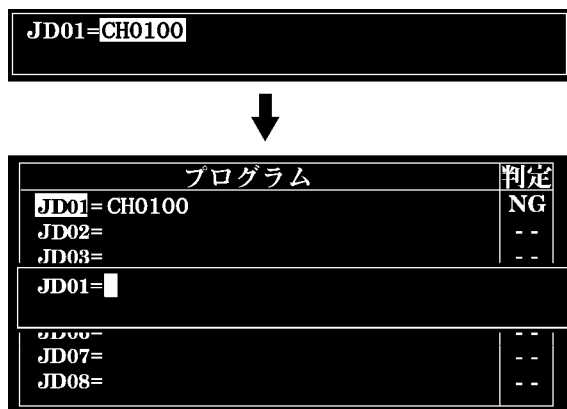 JD01=CH0100
プログラム 判定
JD01=CH0100 NG
JD02= - -
JD03= - -
JD01=
- -
JD07= - -
JD08= - -